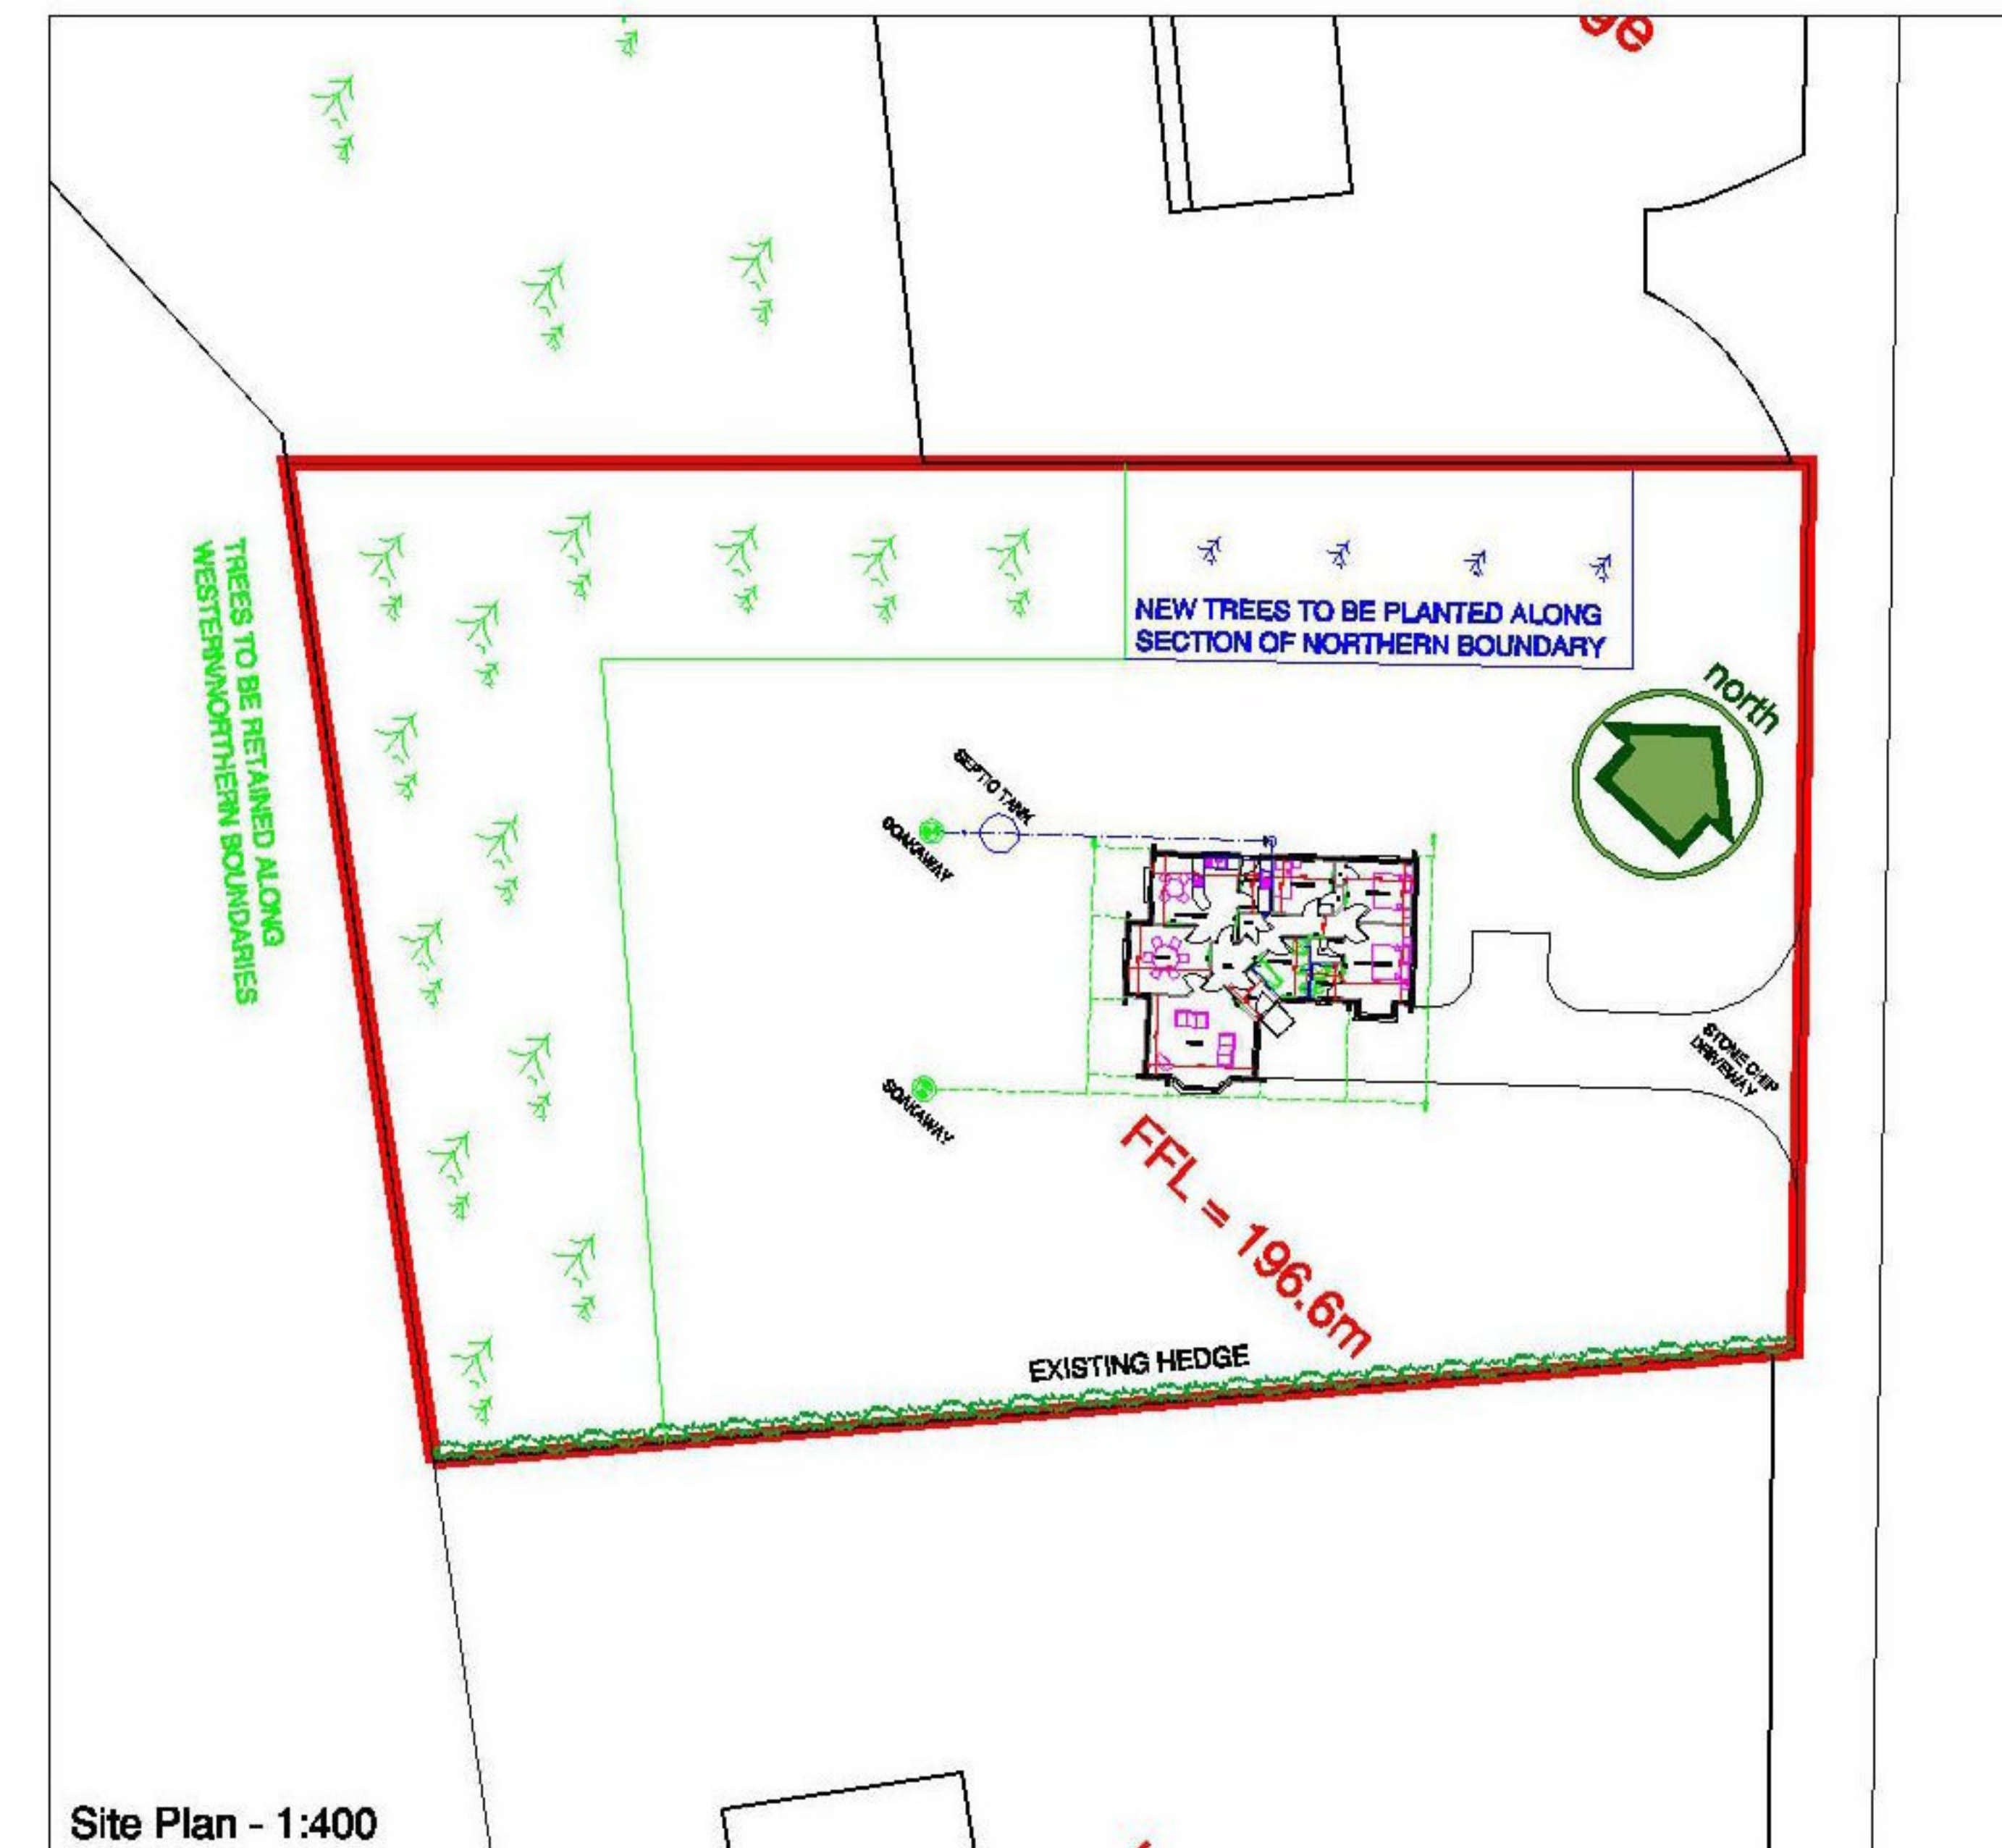 ge
TREES TO BE RETAINED ALONG
WESTERN/NORTHERN BOUNDARIES
NEW TREES TO BE PLANTED ALONG
SECTION OF NORTHERN BOUNDARY
north
SEPTIC TANK
SOAKAWAY
STONE CHIP
DRIVEWAY
SOAKAWAY
FFL = 196.6m
EXISTING HEDGE
Site Plan - 1:400